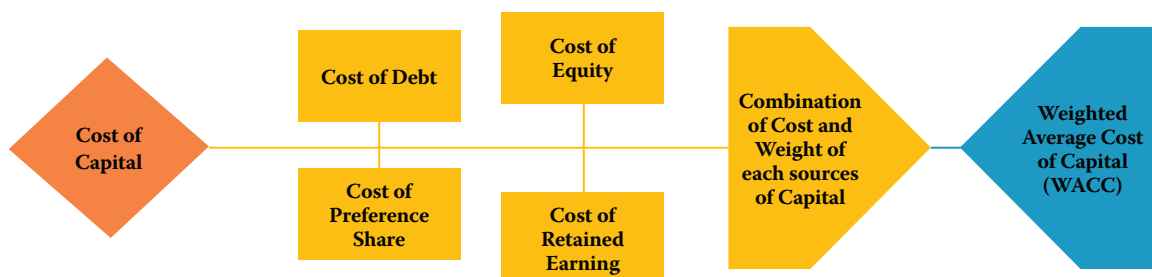 Cost of
Capital
Cost of Debt
Cost of
Preference
Share
Cost of
Equity
Cost of
Retained
Earning
Combination
of Cost and
Weight of
each sources
of Capital
Weighted
Average Cost
of Capital
(WACC)